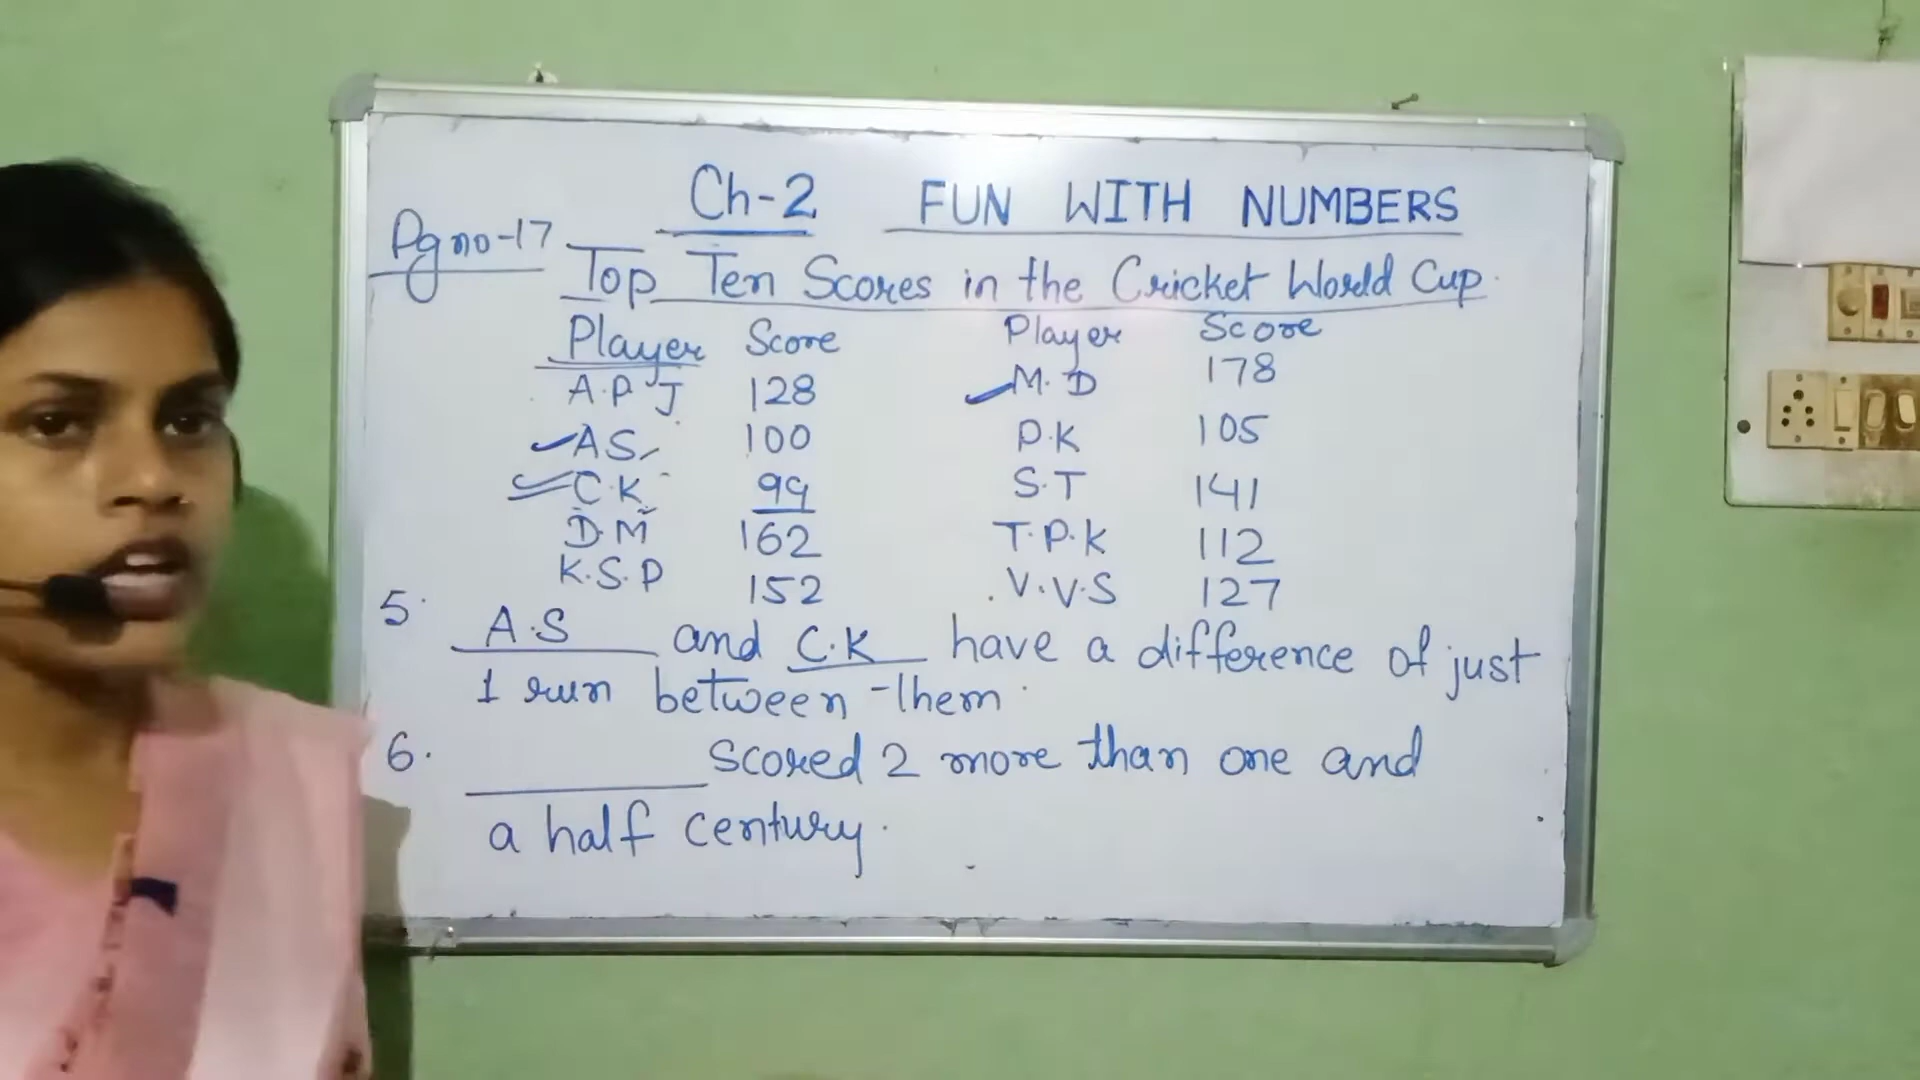 Ch-2 FUN WITH NUMBERS
Pg no-17
Top Ten Scores in the Cricket World Cup.
Player Score Player Score
A.P.J 128 M.D 178
A S 100 P.K 105
C.K 99 S.T 141
D.M 162 T.P.K 112
K.S.P 152 V.V.S 127
5. A.S and C.K have a difference of just
1 run between them.
6. ______ scored 2 more than one and
a half century.